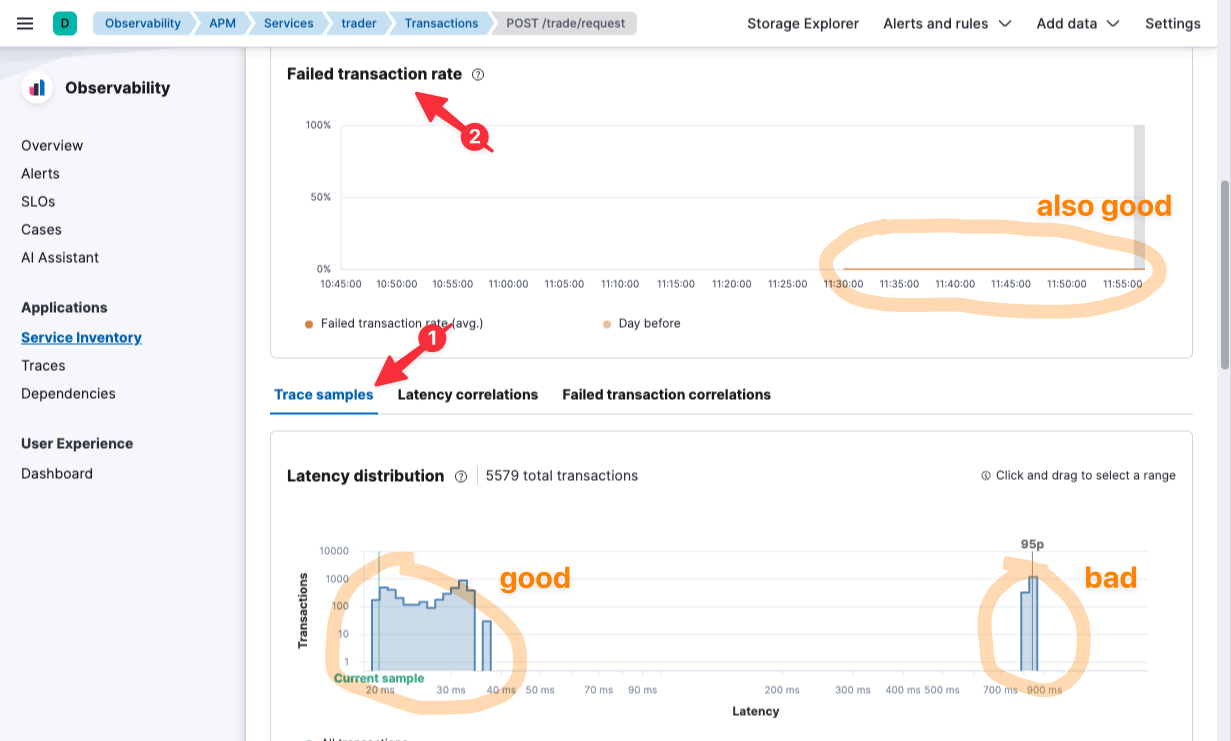 D Observability APM Services trader Transactions POST /trade/request Storage Explorer Alerts and rules Add data Settings
Observability
Overview
Alerts
SLOs
Cases
AI Assistant
Applications
Service Inventory
Traces
Dependencies
User Experience
Dashboard
Failed transaction rate
2
100%
50%
0%
also good
10:45:00 10:50:00 10:55:00 11:00:00 11:05:00 11:10:00 11:15:00 11:20:00 11:25:00 11:30:00 11:35:00 11:40:00 11:45:00 11:50:00 11:55:00
Failed transaction rate (avg.) Day before
1
Trace samples Latency correlations Failed transaction correlations
Latency distribution 5579 total transactions Click and drag to select a range
95p
Transactions
10000
1000
100
10
1
good
bad
Current sample
20 ms 30 ms 40 ms 50 ms 70 ms 90 ms 200 ms 300 ms 400 ms 500 ms 700 ms 900 ms
Latency
All transactions